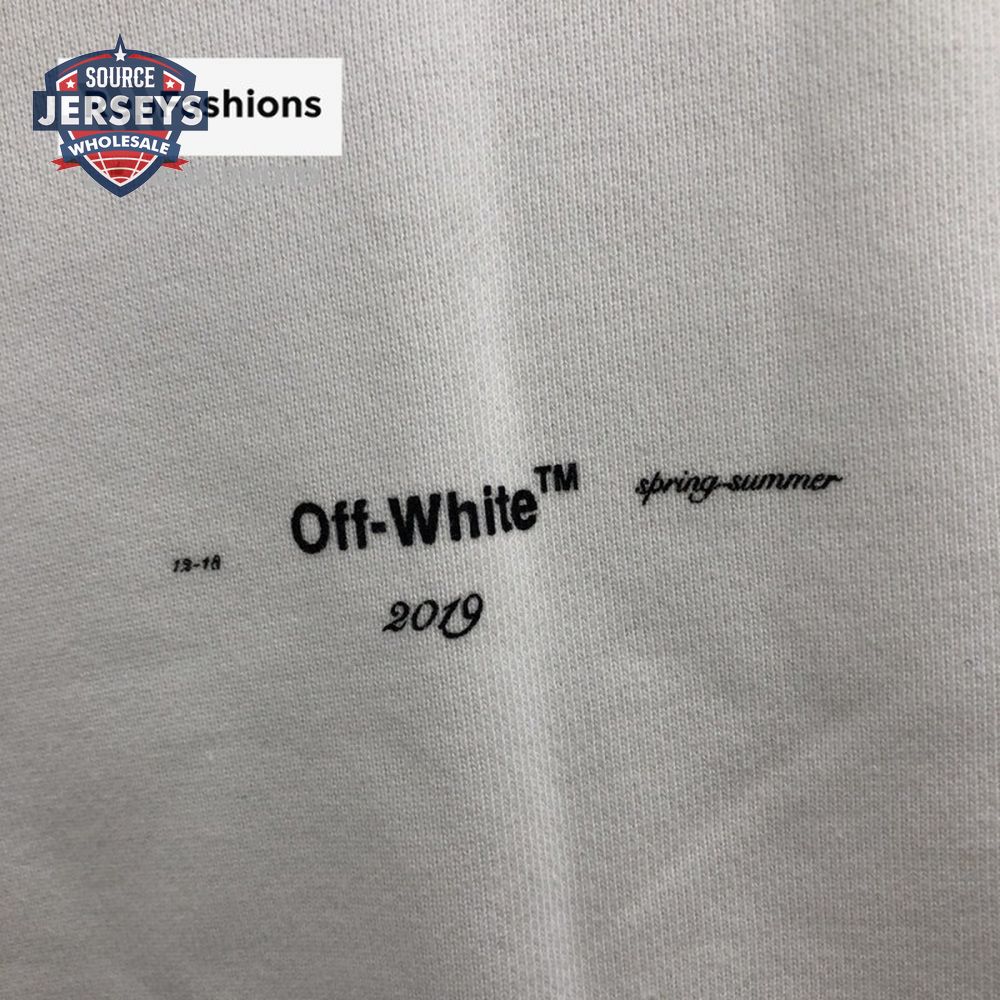 SOURCE
JERSEYS
WHOLESALE
shions
Off-White™
spring-summer
13-18
2019